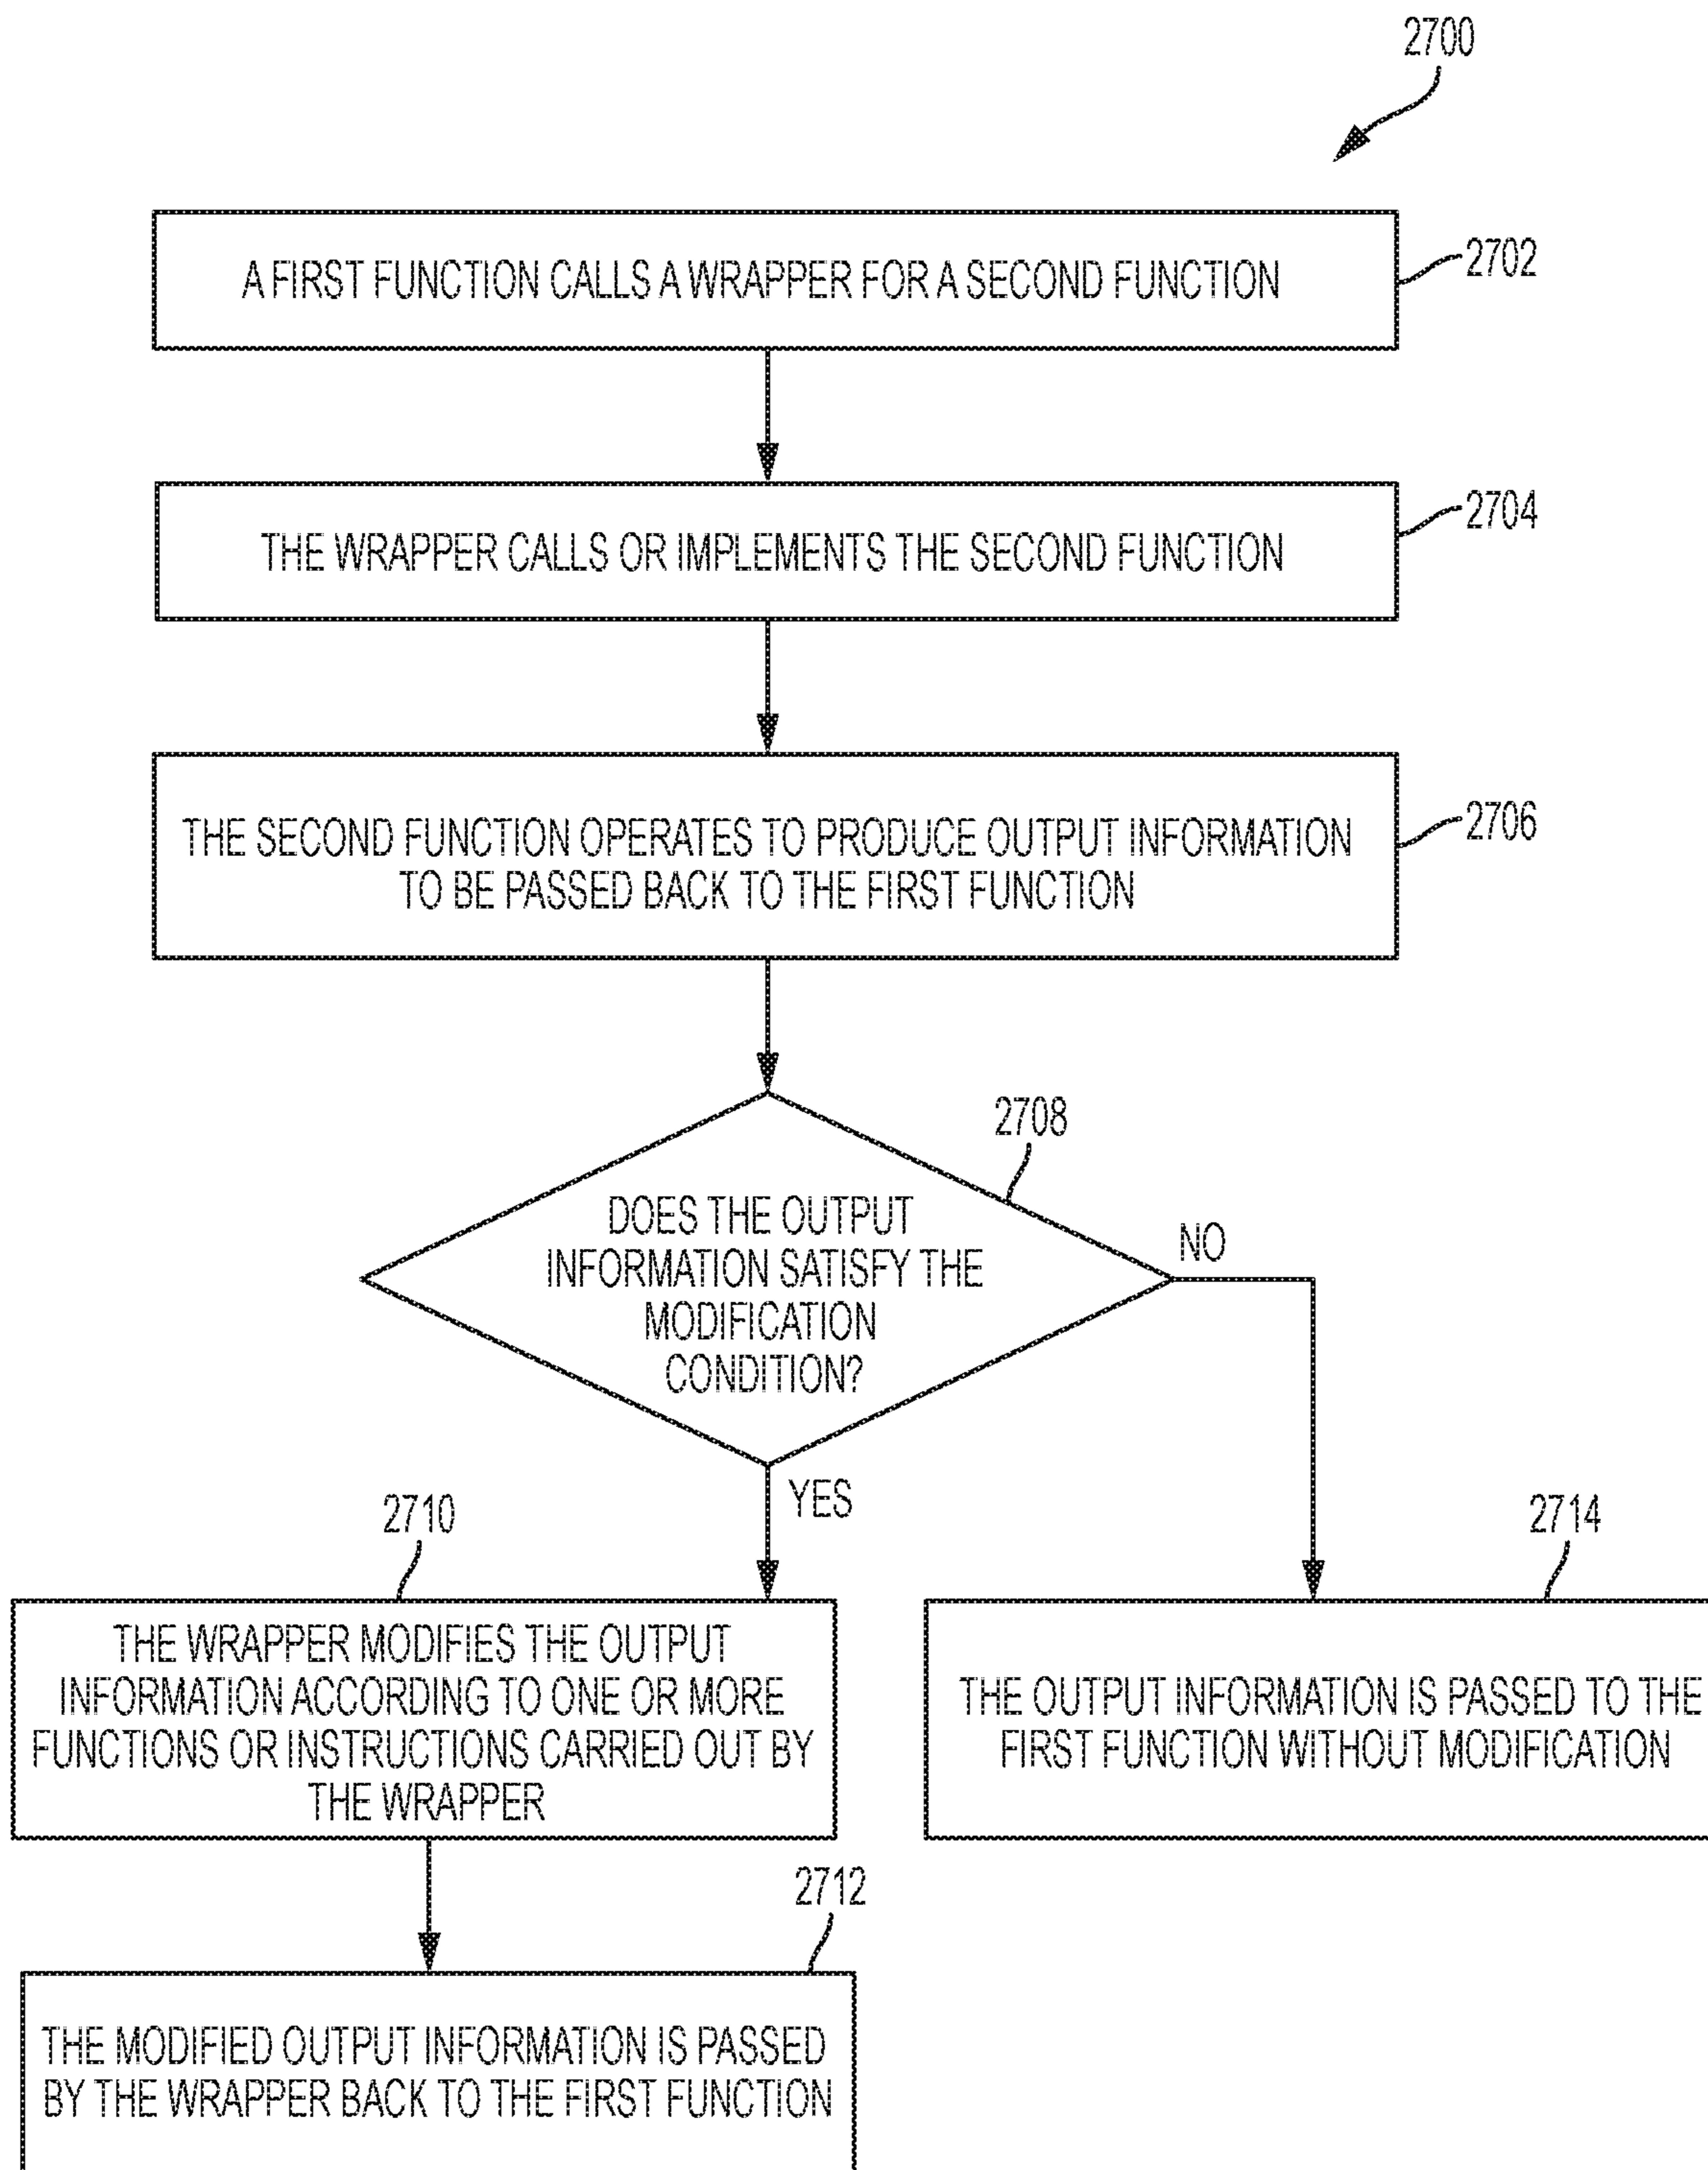 2700
A FIRST FUNCTION CALLS A WRAPPER FOR A SECOND FUNCTION
2702
THE WRAPPER CALLS OR IMPLEMENTS THE SECOND FUNCTION
2704
THE SECOND FUNCTION OPERATES TO PRODUCE OUTPUT INFORMATION
TO BE PASSED BACK TO THE FIRST FUNCTION
2706
2708
DOES THE OUTPUT
INFORMATION SATISFY THE
MODIFICATION
CONDITION?
NO
YES
2710
THE WRAPPER MODIFIES THE OUTPUT
INFORMATION ACCORDING TO ONE OR MORE
FUNCTIONS OR INSTRUCTIONS CARRIED OUT BY
THE WRAPPER
2714
THE OUTPUT INFORMATION IS PASSED TO THE
FIRST FUNCTION WITHOUT MODIFICATION
2712
THE MODIFIED OUTPUT INFORMATION IS PASSED
BY THE WRAPPER BACK TO THE FIRST FUNCTION